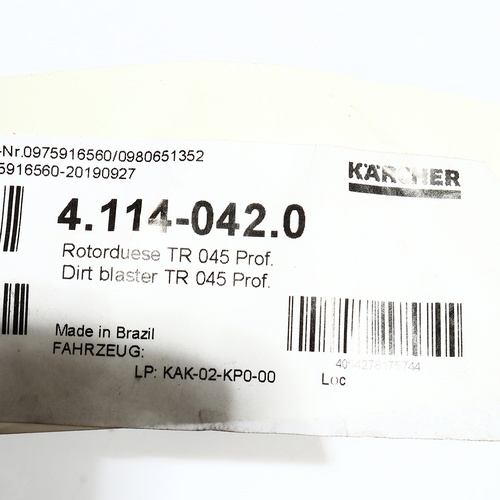 -Nr.0975916560/0980651352
5916560-20190927
KÄRCHER
4.114-042.0
Rotorduese TR 045 Prof.
Dirt blaster TR 045 Prof.
Made in Brazil
FAHRZEUG:
LP: KAK-02-KP0-00
4054278175744
Loc